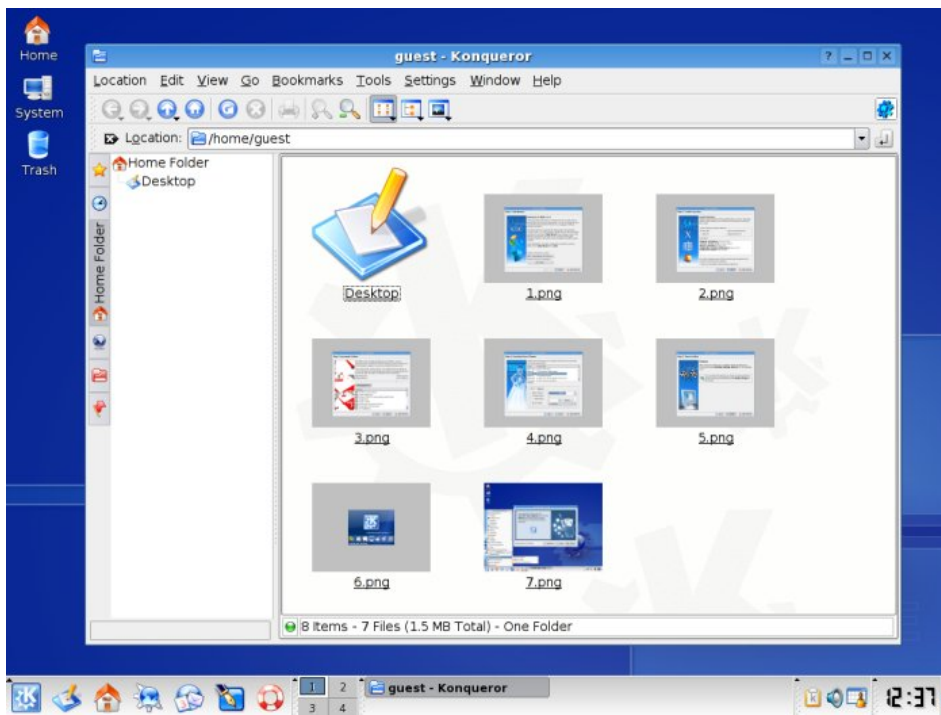 Home
System
Trash
guest - Konqueror
Location Edit View Go Bookmarks Tools Settings Window Help
Location: /home/guest
Home Folder
Desktop
Home Folder
Desktop
1.png
2.png
3.png
4.png
5.png
6.png
7.png
8 Items - 7 Files (1.5 MB Total) - One Folder
1 2
3 4
guest - Konqueror
12:37